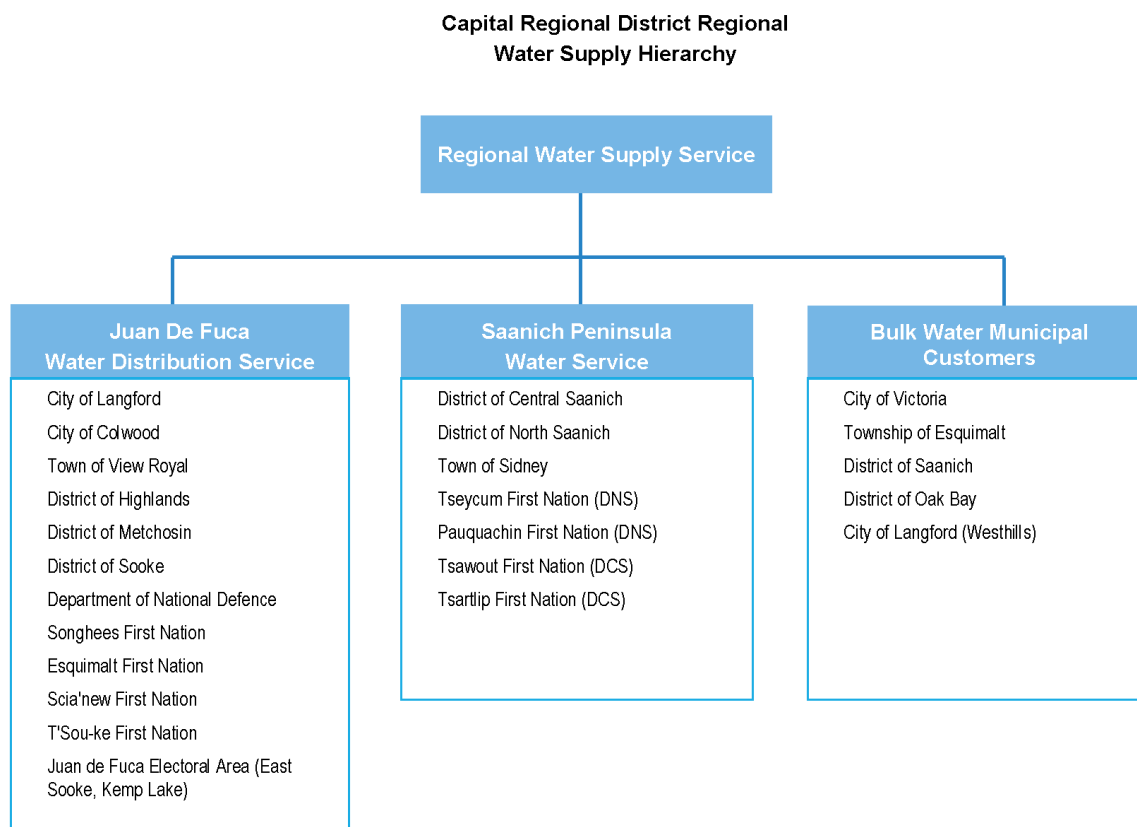 Capital Regional District Regional
Water Supply Hierarchy
Regional Water Supply Service
Juan De Fuca
Water Distribution Service
City of Langford
City of Colwood
Town of View Royal
District of Highlands
District of Metchosin
District of Sooke
Department of National Defence
Songhees First Nation
Esquimalt First Nation
Scia'new First Nation
T'Sou-ke First Nation
Juan de Fuca Electoral Area (East
Sooke, Kemp Lake)
Saanich Peninsula
Water Service
District of Central Saanich
District of North Saanich
Town of Sidney
Tseycum First Nation (DNS)
Pauquachin First Nation (DNS)
Tsawout First Nation (DCS)
Tsartlip First Nation (DCS)
Bulk Water Municipal
Customers
City of Victoria
Township of Esquimalt
District of Saanich
District of Oak Bay
City of Langford (Westhills)